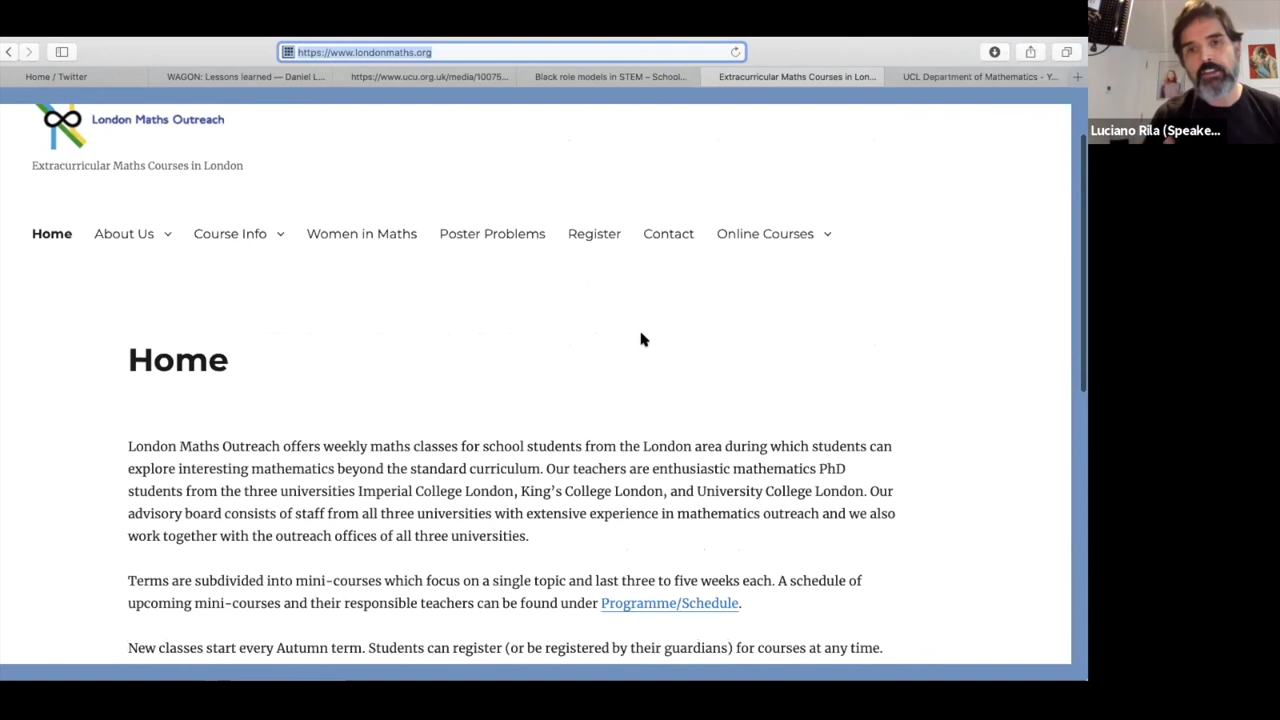 https://www.londonmaths.org
Home / Twitter
WAGON: Lessons learned — Daniel L...
https://www.ucu.org.uk/media/10075...
Black role models in STEM – School...
Extracurricular Maths Courses in Lon...
UCL Department of Mathematics - Y...
Luciano Rila (Speake...
London Maths Outreach
Extracurricular Maths Courses in London
Home
About Us
Course Info
Women in Maths
Poster Problems
Register
Contact
Online Courses
Home
London Maths Outreach offers weekly maths classes for school students from the London area during which students can
explore interesting mathematics beyond the standard curriculum. Our teachers are enthusiastic mathematics PhD
students from the three universities Imperial College London, King’s College London, and University College London. Our
advisory board consists of staff from all three universities with extensive experience in mathematics outreach and we also
work together with the outreach offices of all three universities.
Terms are subdivided into mini-courses which focus on a single topic and last three to five weeks each. A schedule of
upcoming mini-courses and their responsible teachers can be found under Programme/Schedule.
New classes start every Autumn term. Students can register (or be registered by their guardians) for courses at any time.